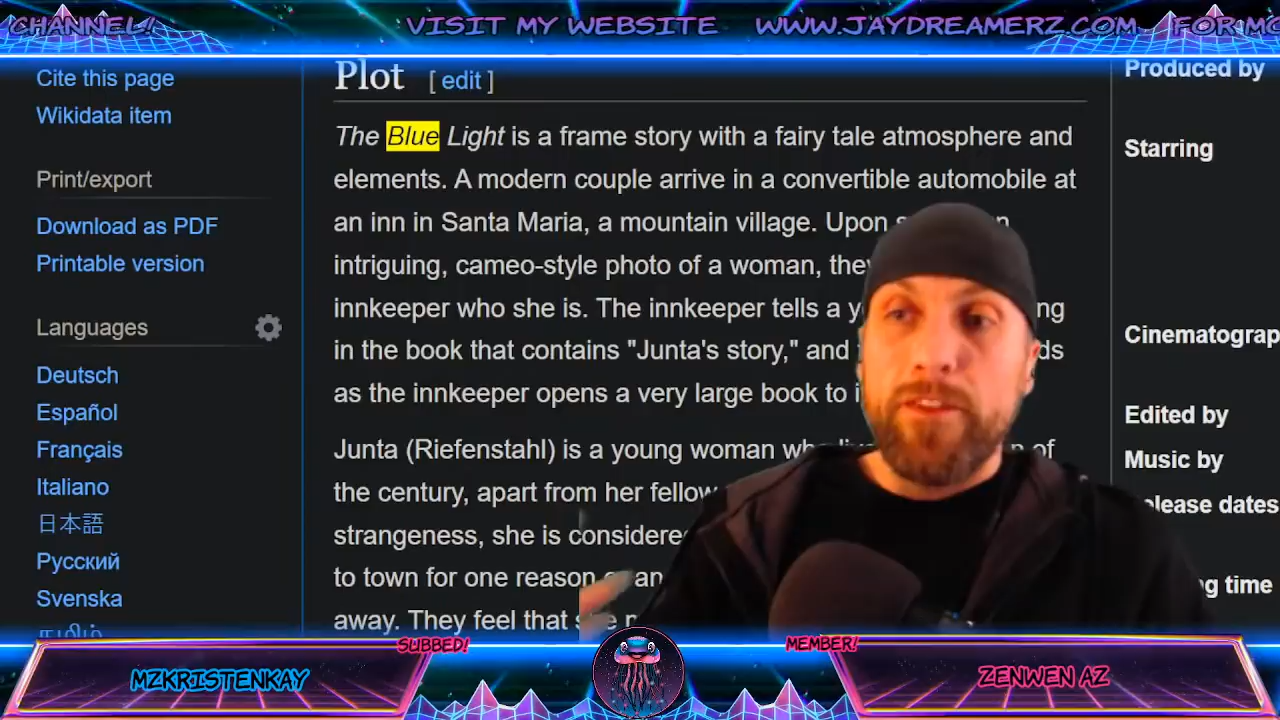 CHANNEL! VISIT MY WEBSITE WWW.JAYDREAMERZ.COM FOR
Cite this page
Wikidata item
Print/export
Download as PDF
Printable version
Languages
Deutsch
Español
Français
Italiano
日本語
Русский
Svenska
தமிழ்
Plot [ edit ]
The Blue Light is a frame story with a fairy tale atmosphere and
elements. A modern couple arrive in a convertible automobile at
an inn in Santa Maria, a mountain village. Upon
intriguing, cameo-style photo of a woman,
innkeeper who she is. The innkeeper tells a
in the book that contains "Junta's story," and
as the innkeeper opens a very large book to
Junta (Riefenstahl) is a young woman of
the century, apart from her fellow
strangeness, she is considered
to town for one reason
away. They feel that
Produced by
Starring
Cinematograp
Edited by
Music by
elease dates
g time
SUBBED!
MZKRISTENKAY
MEMBER!
ZENWEN AZ